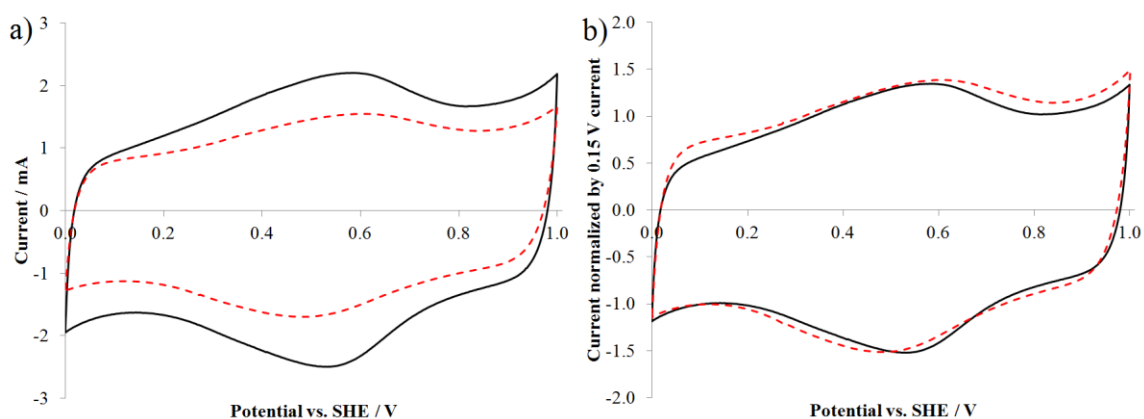 a)
3
2
1
0
-1
-2
-3
0.0 0.2 0.4 0.6 0.8 1.0
Current / mA
Potential vs. SHE / V
b)
2.0
1.5
1.0
0.5
0.0
-0.5
-1.0
-1.5
-2.0
0.0 0.2 0.4 0.6 0.8 1.0
Current normalized by 0.15 V current
Potential vs. SHE / V